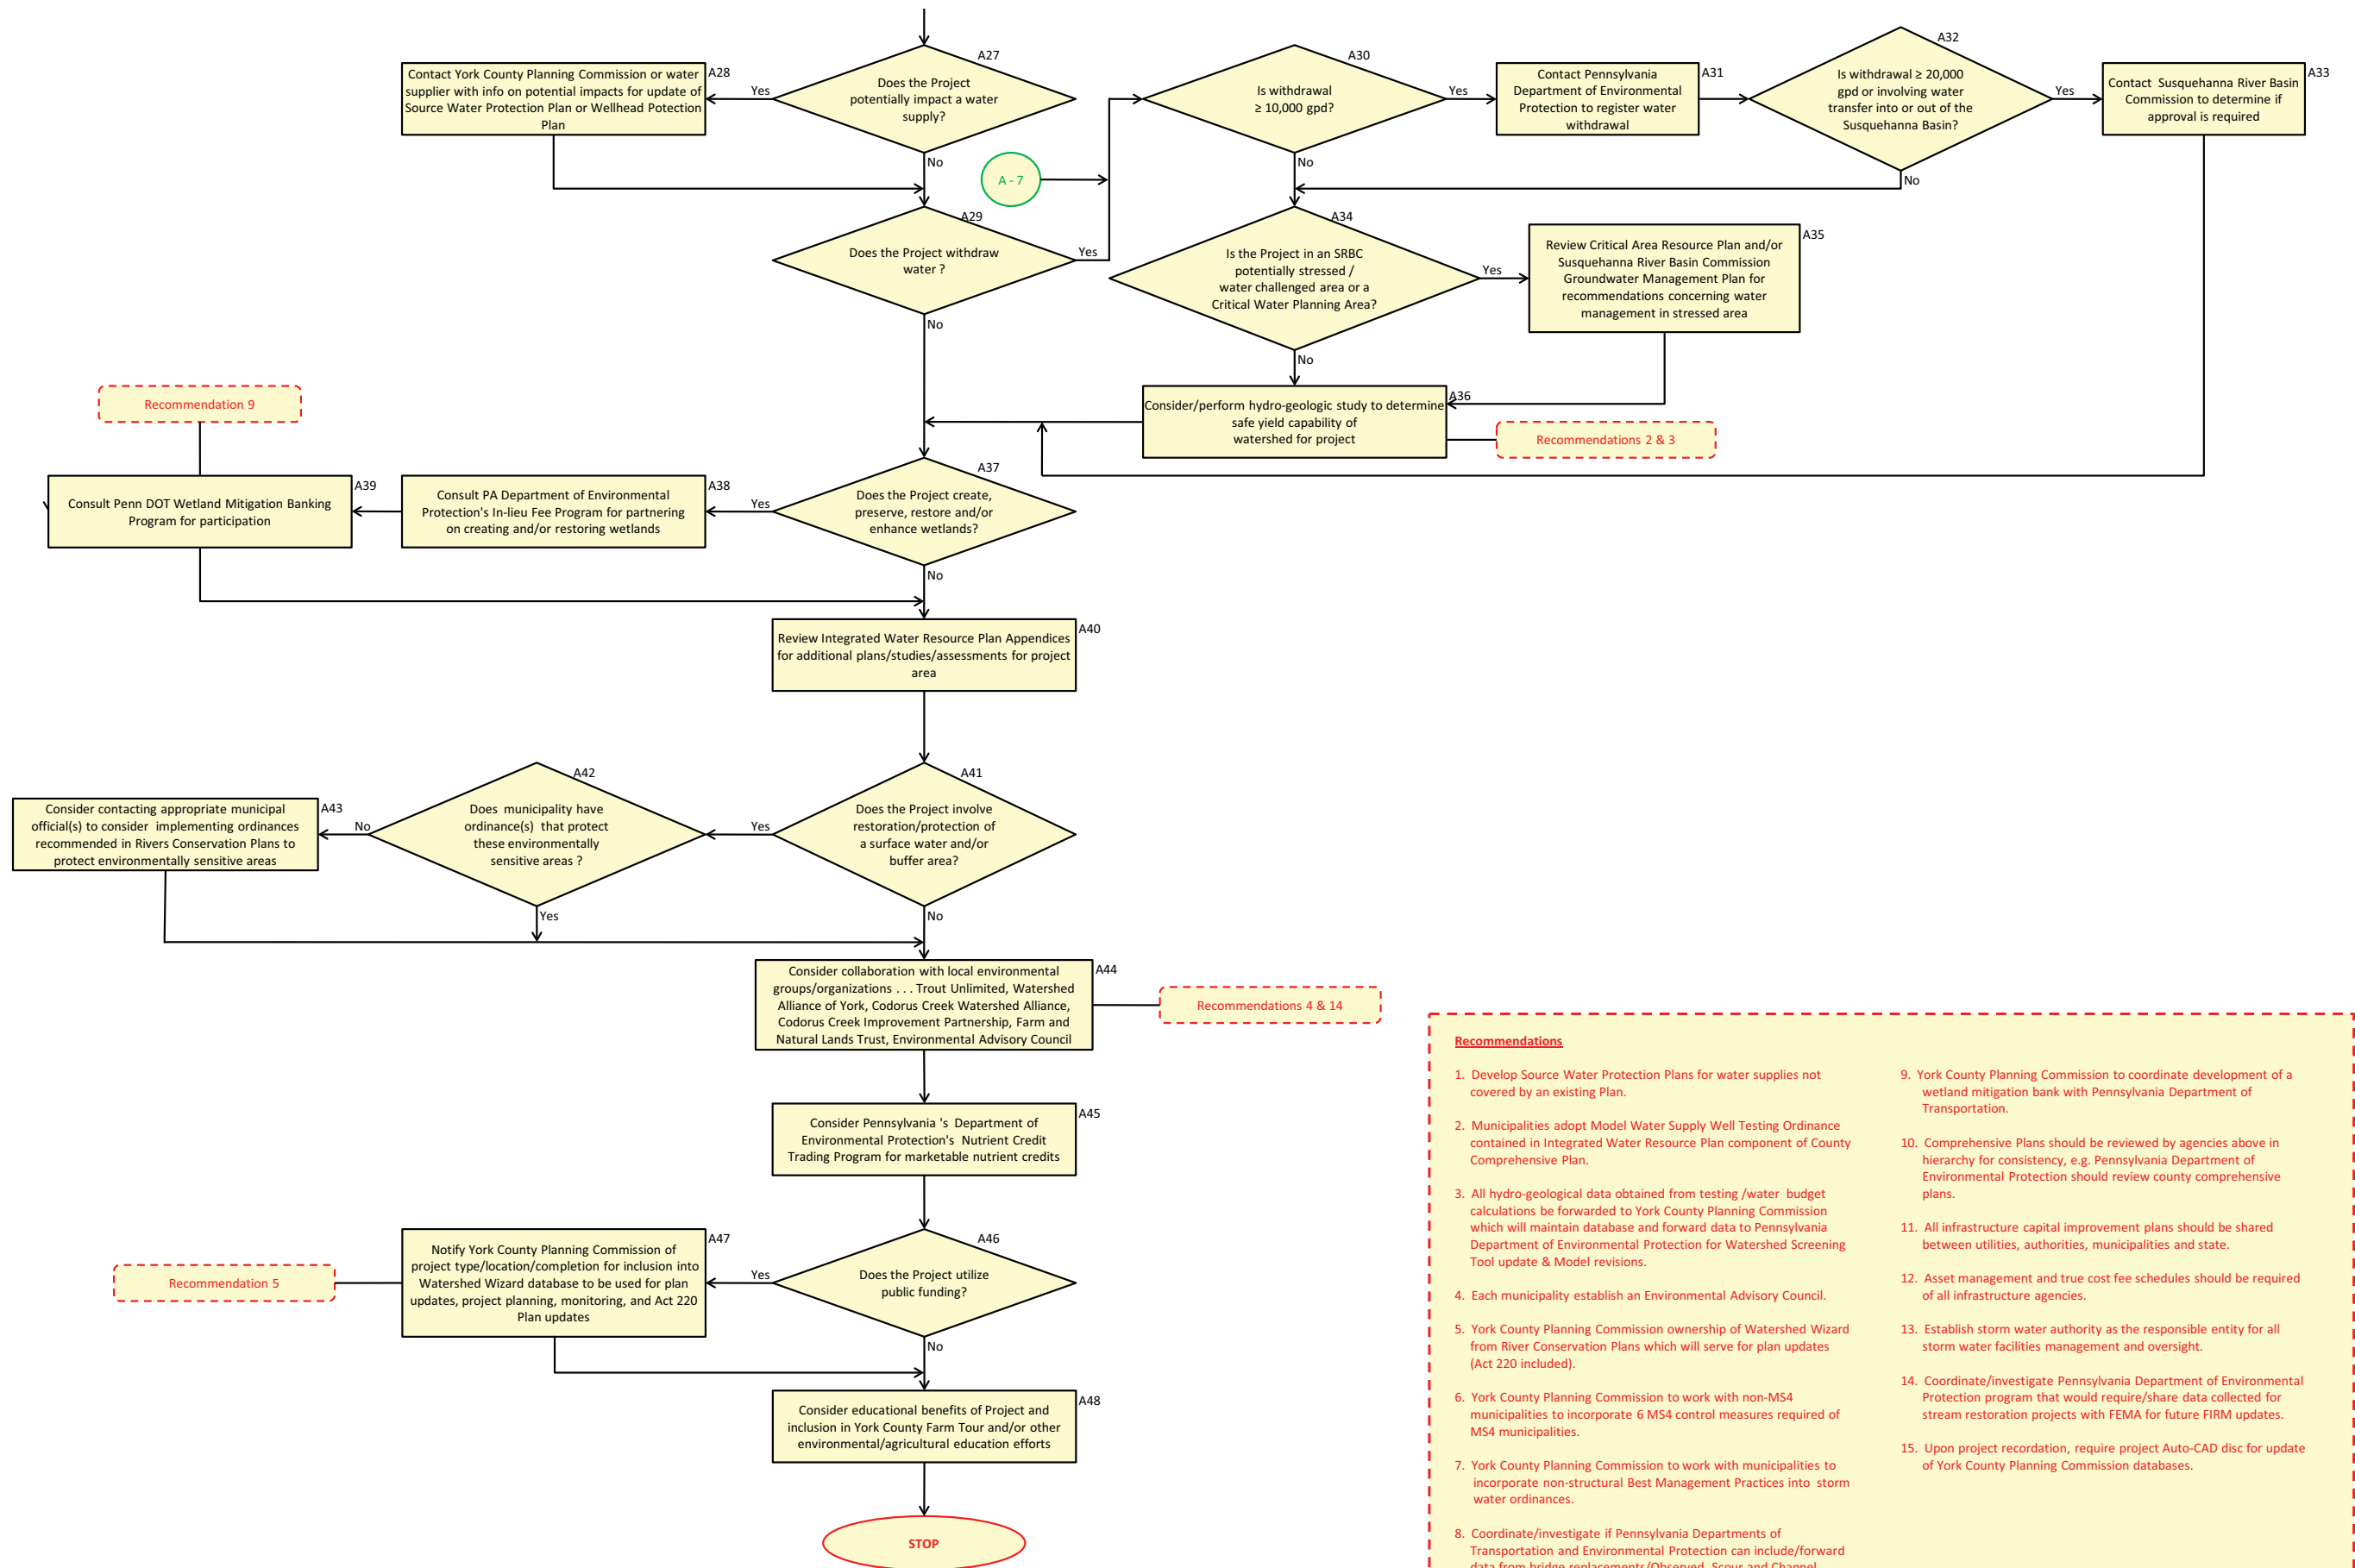 A27
Does the Project
potentially impact a water
supply?
Yes
No
A28
Contact York County Planning Commission or water
supplier with info on potential impacts for update of
Source Water Protection Plan or Wellhead Potection
Plan
A - 7
A29
Does the Project withdraw
water ?
Yes
No
A30
Is withdrawal
≥ 10,000 gpd?
Yes
No
A31
Contact Pennsylvania
Department of Environmental
Protection to register water
withdrawal
A32
Is withdrawal ≥ 20,000
gpd or involving water
transfer into or out of the
Susquehanna Basin?
Yes
No
A33
Contact Susquehanna River Basin
Commission to determine if
approval is required
A34
Is the Project in an SRBC
potentially stressed /
water challenged area or a
Critical Water Planning Area?
Yes
No
A35
Review Critical Area Resource Plan and/or
Susquehanna River Basin Commission
Groundwater Management Plan for
recommendations concerning water
management in stressed area
A36
Consider/perform hydro-geologic study to determine
safe yield capability of
watershed for project
Recommendations 2 & 3
Recommendation 9
A37
Does the Project create,
preserve, restore and/or
enhance wetlands?
Yes
No
A38
Consult PA Department of Environmental
Protection's In-lieu Fee Program for partnering
on creating and/or restoring wetlands
A39
Consult Penn DOT Wetland Mitigation Banking
Program for participation
A40
Review Integrated Water Resource Plan Appendices
for additional plans/studies/assessments for project
area
A41
Does the Project involve
restoration/protection of
a surface water and/or
buffer area?
Yes
No
A42
Does municipality have
ordinance(s) that protect
these environmentally
sensitive areas ?
No
Yes
A43
Consider contacting appropriate municipal
official(s) to consider implementing ordinances
recommended in Rivers Conservation Plans to
protect environmentally sensitive areas
A44
Consider collaboration with local environmental
groups/organizations . . . Trout Unlimited, Watershed
Alliance of York, Codorus Creek Watershed Alliance,
Codorus Creek Improvement Partnership, Farm and
Natural Lands Trust, Environmental Advisory Council
Recommendations 4 & 14
A45
Consider Pennsylvania 's Department of
Environmental Protection's Nutrient Credit
Trading Program for marketable nutrient credits
A46
Does the Project utilize
public funding?
Yes
No
A47
Notify York County Planning Commission of
project type/location/completion for inclusion into
Watershed Wizard database to be used for plan
updates, project planning, monitoring, and Act 220
Plan updates
Recommendation 5
A48
Consider educational benefits of Project and
inclusion in York County Farm Tour and/or other
environmental/agricultural education efforts
STOP
Recommendations
1. Develop Source Water Protection Plans for water supplies not
covered by an existing Plan.
2. Municipalities adopt Model Water Supply Well Testing Ordinance
contained in Integrated Water Resource Plan component of County
Comprehensive Plan.
3. All hydro-geological data obtained from testing /water budget
calculations be forwarded to York County Planning Commission
which will maintain database and forward data to Pennsylvania
Department of Environmental Protection for Watershed Screening
Tool update & Model revisions.
4. Each municipality establish an Environmental Advisory Council.
5. York County Planning Commission ownership of Watershed Wizard
from River Conservation Plans which will serve for plan updates
(Act 220 included).
6. York County Planning Commission to work with non-MS4
municipalities to incorporate 6 MS4 control measures required of
MS4 municipalities.
7. York County Planning Commission to work with municipalities to
incorporate non-structural Best Management Practices into storm
water ordinances.
8. Coordinate/investigate if Pennsylvania Departments of
Transportation and Environmental Protection can include/forward
data from bridge replacements/Observed Scour and Channel
9. York County Planning Commission to coordinate development of a
wetland mitigation bank with Pennsylvania Department of
Transportation.
10. Comprehensive Plans should be reviewed by agencies above in
hierarchy for consistency, e.g. Pennsylvania Department of
Environmental Protection should review county comprehensive
plans.
11. All infrastructure capital improvement plans should be shared
between utilities, authorities, municipalities and state.
12. Asset management and true cost fee schedules should be required
of all infrastructure agencies.
13. Establish storm water authority as the responsible entity for all
storm water facilities management and oversight.
14. Coordinate/investigate Pennsylvania Department of Environmental
Protection program that would require/share data collected for
stream restoration projects with FEMA for future FIRM updates.
15. Upon project recordation, require project Auto-CAD disc for update
of York County Planning Commission databases.